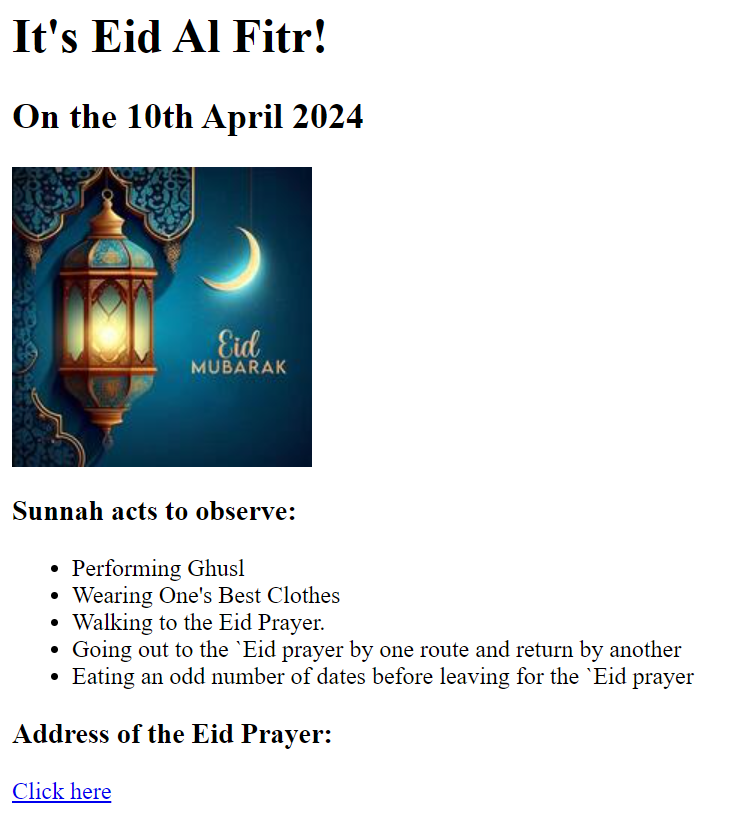 It's Eid Al Fitr!
On the 10th April 2024
Eid
MUBARAK
Sunnah acts to observe:
Performing Ghusl
Wearing One's Best Clothes
Walking to the Eid Prayer.
Going out to the `Eid prayer by one route and return by another
Eating an odd number of dates before leaving for the `Eid prayer
Address of the Eid Prayer:
Click here